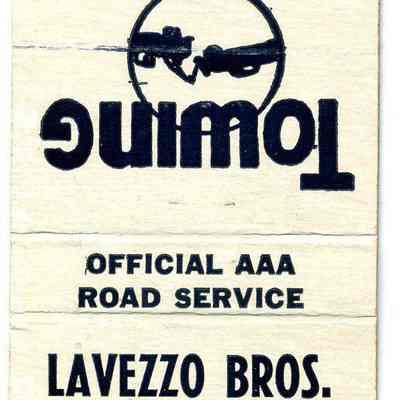 Towing
OFFICIAL AAA
ROAD SERVICE
LAVEZZO BROS.